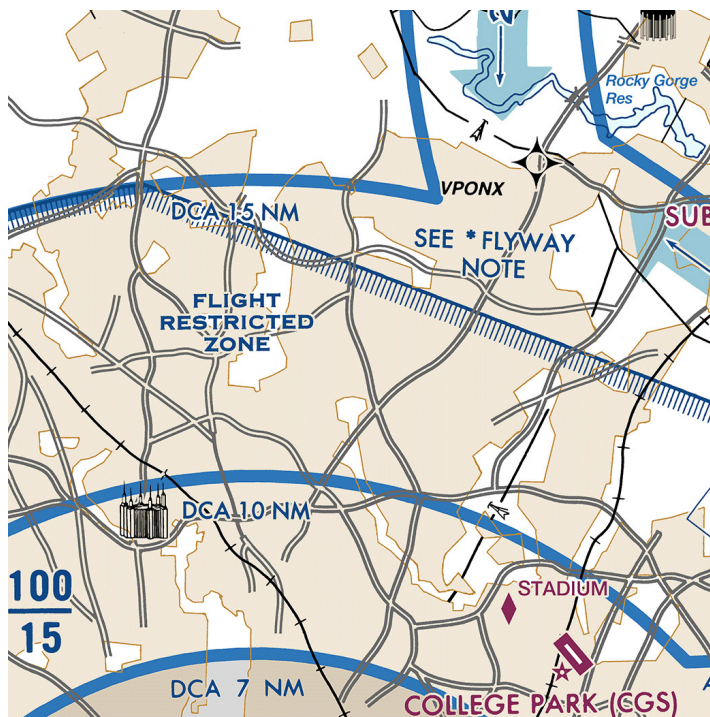 Rocky Gorge
Res
VPONX
DCA 15 NM
SUB
SEE * FLYWAY
NOTE
FLIGHT
RESTRICTED
ZONE
DCA 10 NM
100
15
STADIUM
DCA 7 NM
COLLEGE PARK (CGS)